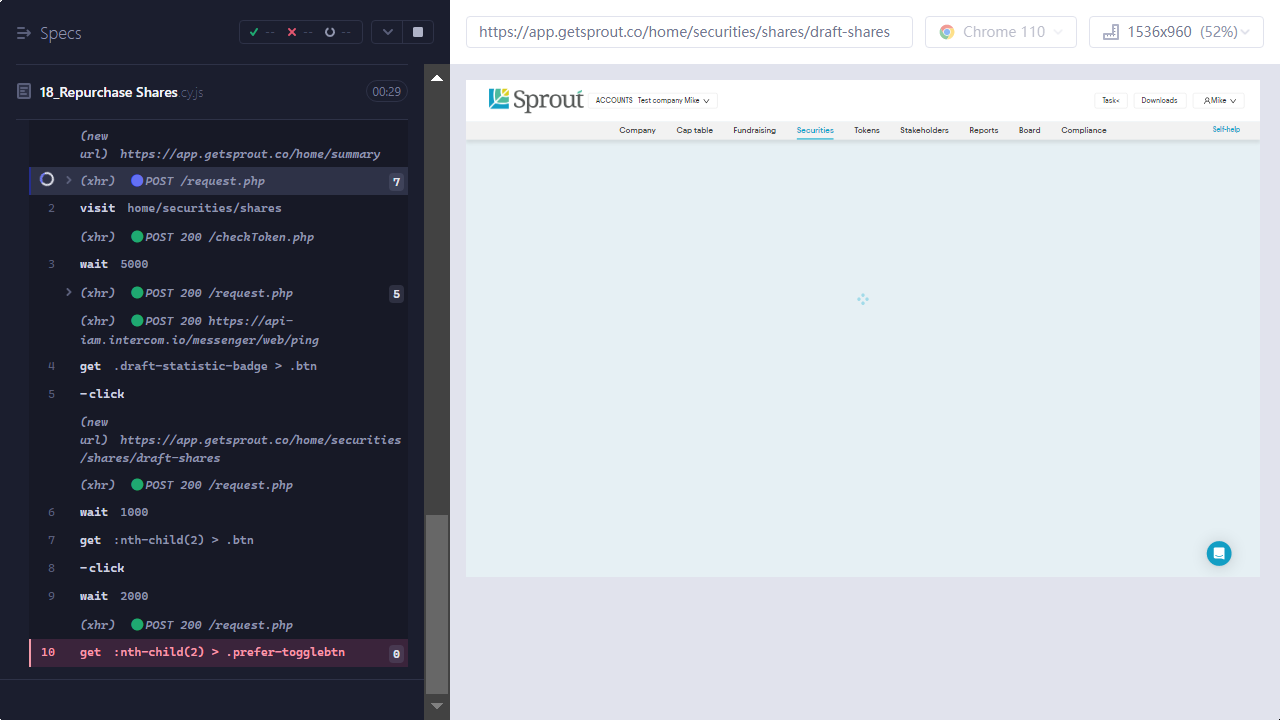 Specs
-- -- --
18_Repurchase Shares.cy.js 00:29
(new
url) https://app.getsprout.co/home/summary
(xhr) POST /request.php 7
2 visit home/securities/shares
(xhr) POST 200 /checkToken.php
3 wait 5000
(xhr) POST 200 /request.php 5
(xhr) POST 200 https://api-
iam.intercom.io/messenger/web/ping
4 get .draft-statistic-badge > .btn
5 -click
(new
url) https://app.getsprout.co/home/securities
/shares/draft-shares
(xhr) POST 200 /request.php
6 wait 1000
7 get :nth-child(2) > .btn
8 -click
9 wait 2000
(xhr) POST 200 /request.php
10 get :nth-child(2) > .prefer-togglebtn 0
https://app.getsprout.co/home/securities/shares/draft-shares
Chrome 110
1536x960 (52%)
Sprout
ACCOUNTS Test company Mike
Task
Downloads
Mike
Company Cap table Fundraising Securities Tokens Stakeholders Reports Board Compliance Self-help